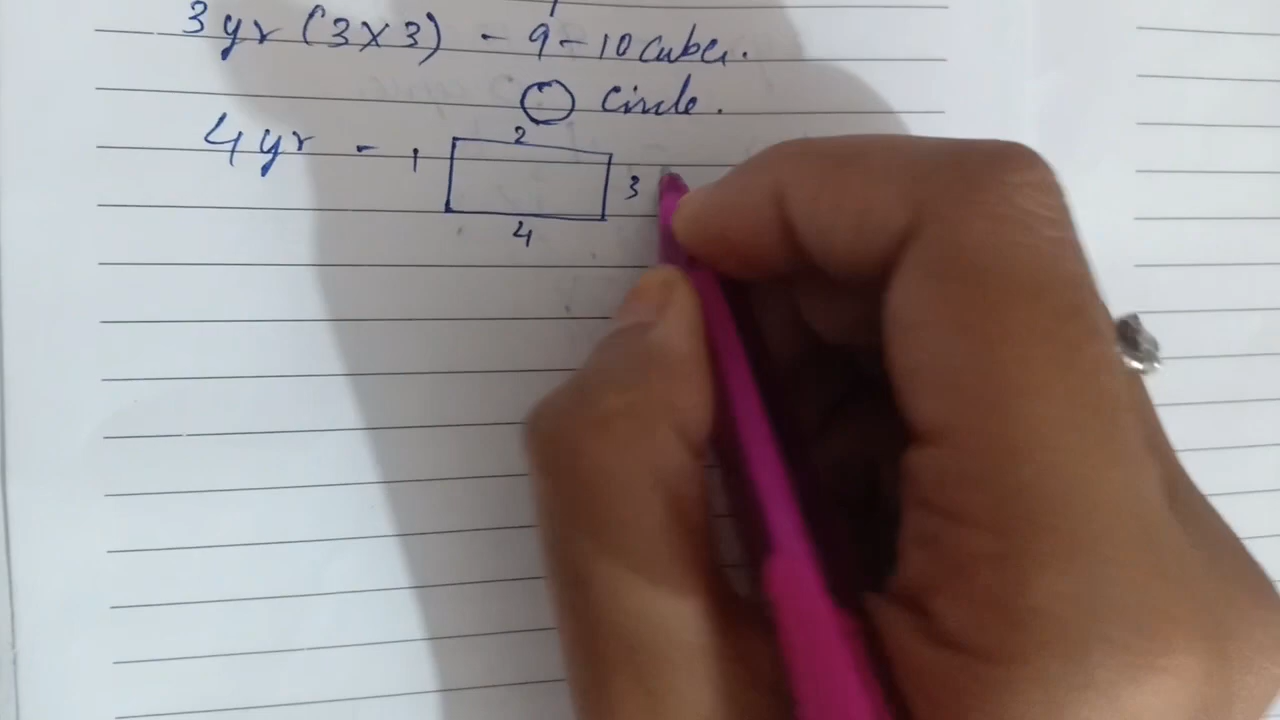 3 yr (3 x 3) - 9 - 10 cubes.
circle.
4 yr - 1 2 3 4